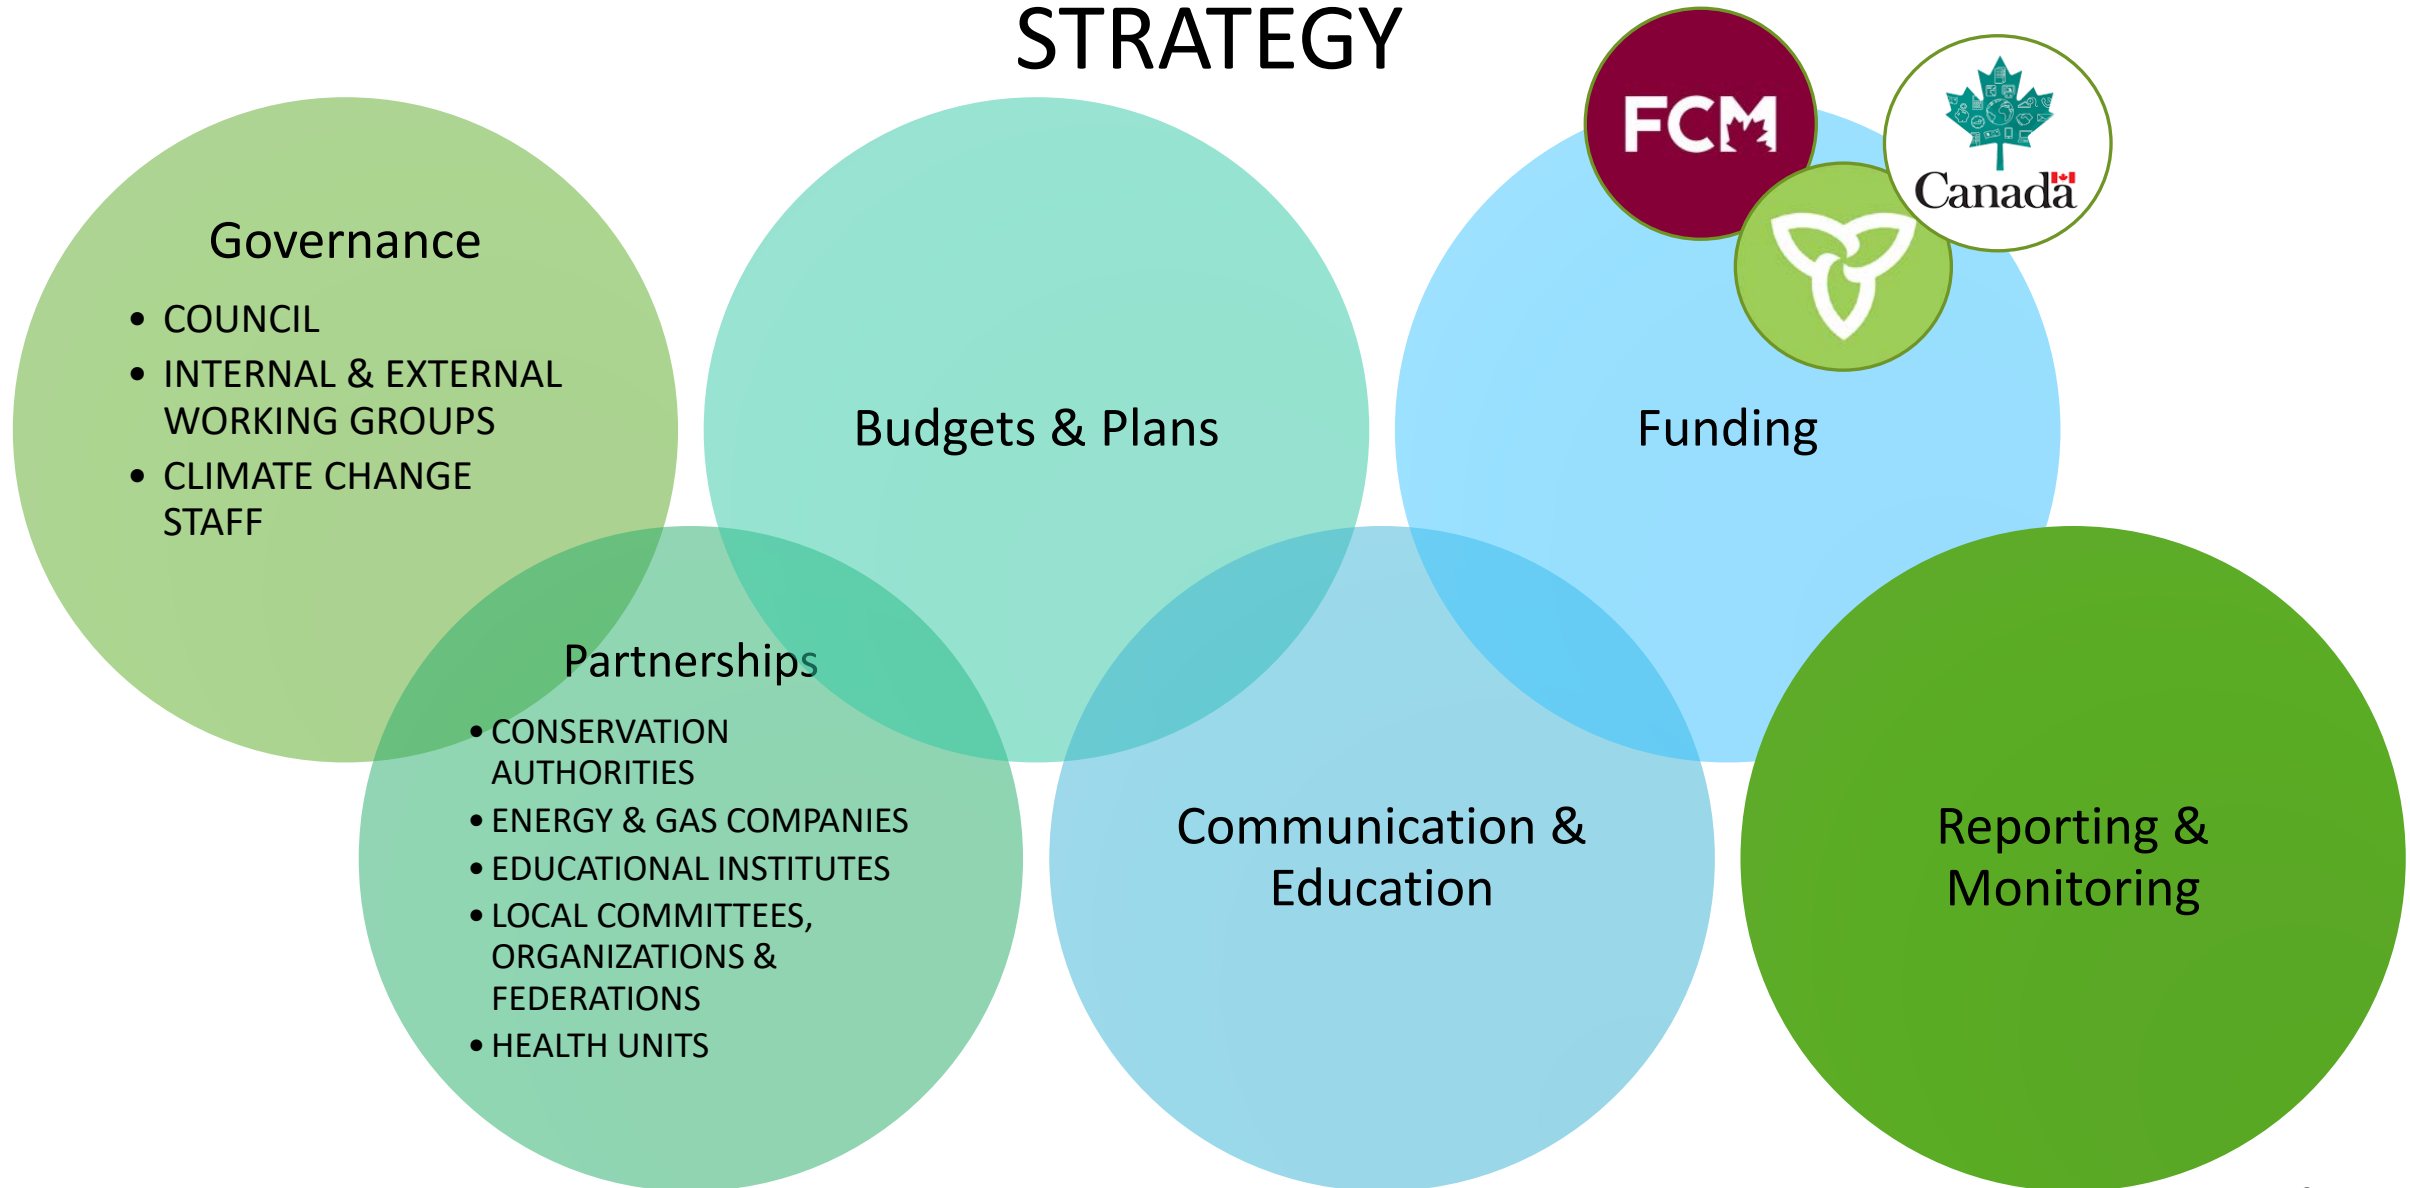 STRATEGY
FCM
Canada
Governance
• COUNCIL
• INTERNAL & EXTERNAL
WORKING GROUPS
• CLIMATE CHANGE
STAFF
Budgets & Plans
Funding
Partnerships
• CONSERVATION
AUTHORITIES
• ENERGY & GAS COMPANIES
• EDUCATIONAL INSTITUTES
• LOCAL COMMITTEES,
ORGANIZATIONS &
FEDERATIONS
• HEALTH UNITS
Communication &
Education
Reporting &
Monitoring